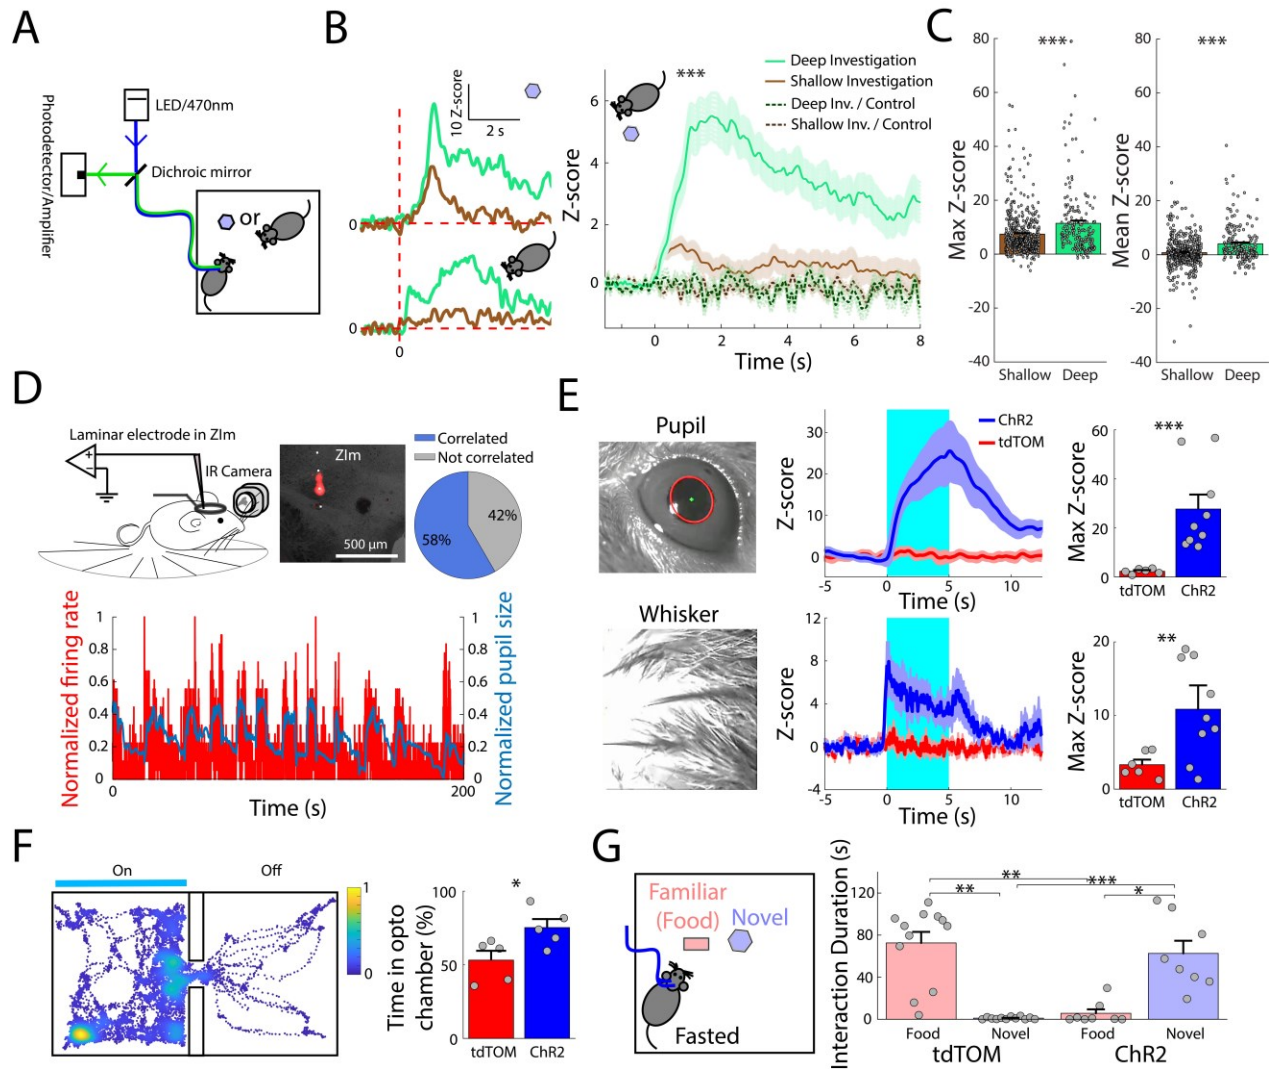 A
LED/470nm
Photodetector/Amplifier
Dichroic mirror
or
B
10 Z-score
2 s
0
0
0
Z-score
6
4
2
0
0
2
4
6
8
Time (s)
***
Deep Investigation
Shallow Investigation
Deep Inv. / Control
Shallow Inv. / Control
C
Max Z-score
80
60
40
20
0
-20
-40
***
Shallow
Deep
Mean Z-score
80
60
40
20
0
-20
-40
***
Shallow
Deep
D
Laminar electrode in ZIm
IR Camera
ZIm
500 µm
Correlated
Not correlated
42%
58%
Normalized firing rate
1
0.8
0.6
0.4
0.2
0
0
200
Time (s)
1
0.8
0.6
0.4
0.2
0
Normalized pupil size
E
Pupil
Z-score
30
20
10
0
0
5
10
Time (s)
ChR2
tdTOM
Max Z-score
60
40
20
0
***
tdTOM
ChR2
Whisker
Z-score
12
8
4
0
-4
-5
0
5
10
Time (s)
Max Z-score
20
10
0
**
tdTOM
ChR2
F
On
Off
1
0
Time in opto
chamber (%)
100
50
0
*
tdTOM
ChR2
G
Familiar
(Food)
Novel
Fasted
Interaction Duration (s)
120
80
40
0
**
**
***
*
Food
Novel
Food
Novel
tdTOM
ChR2